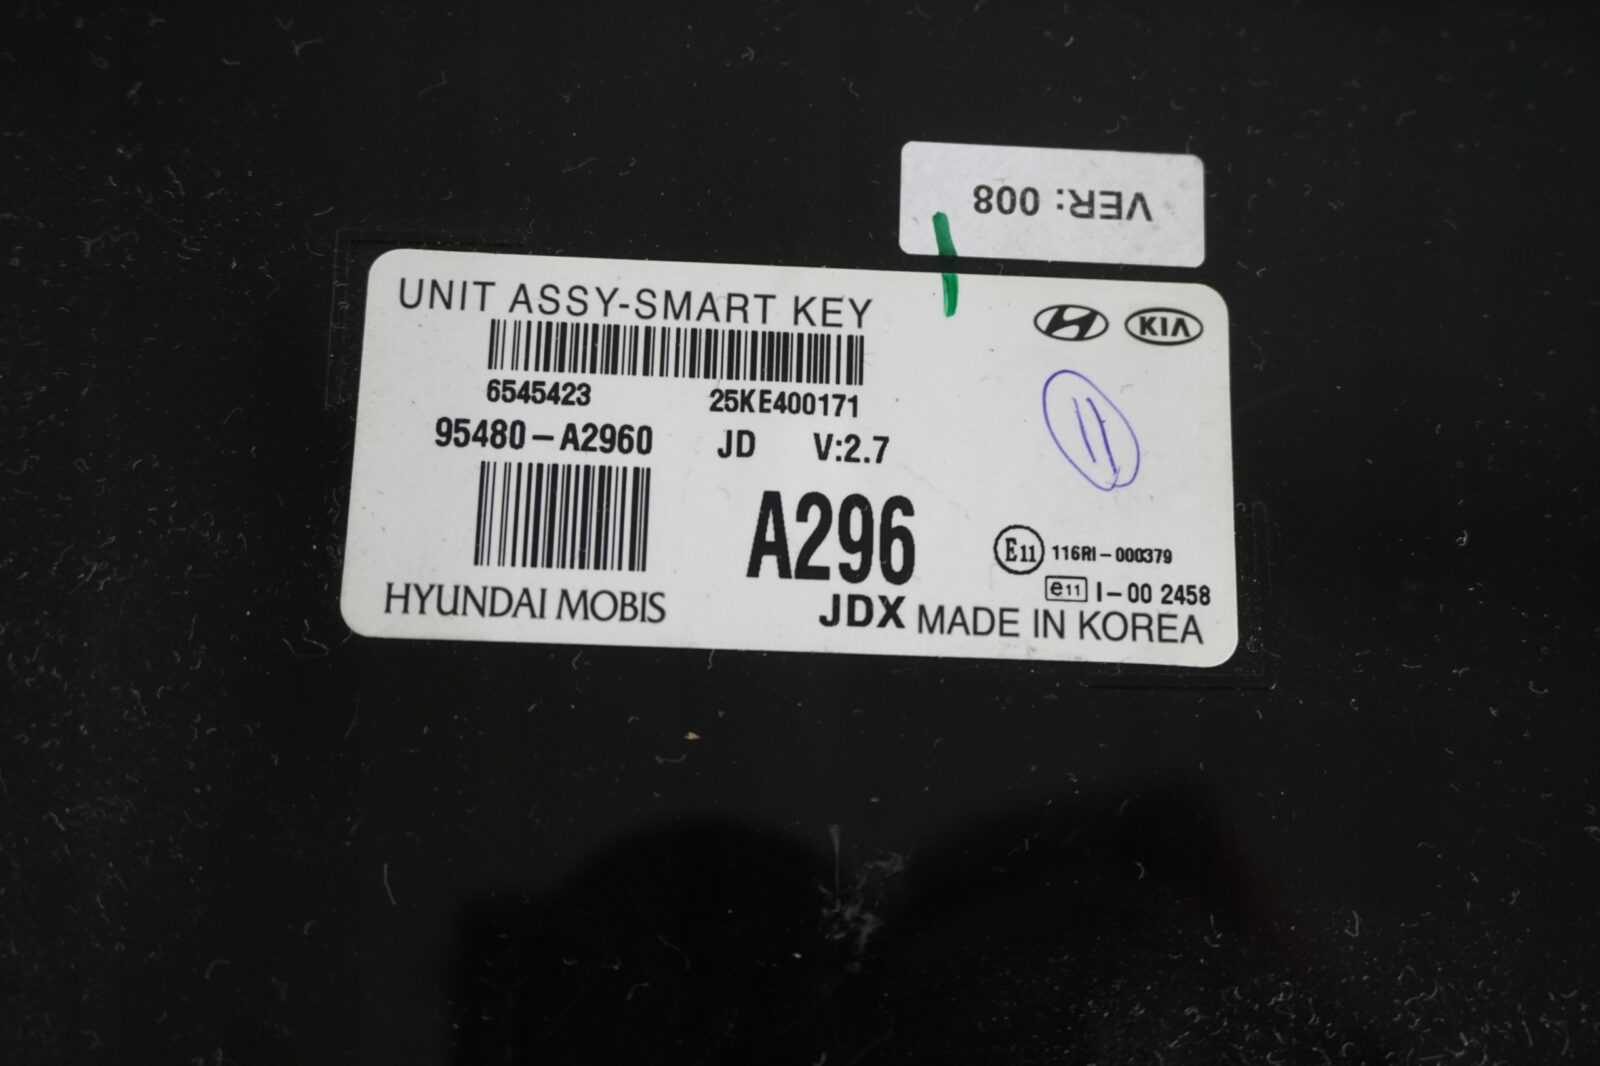 VER: 008
UNIT ASSY-SMART KEY
KIA
6545423 25KE400171
95480-A2960 JD V:2.7
11
A296
E11 116RI-000379
e11 I-00 2458
HYUNDAI MOBIS JDX MADE IN KOREA